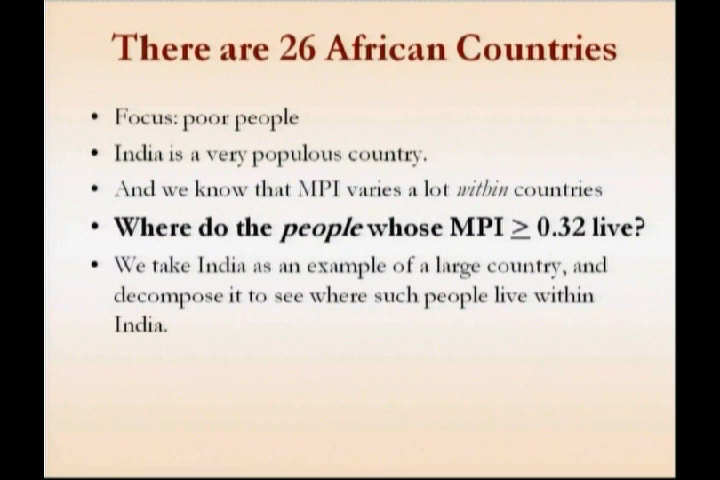 There are 26 African Countries
• Focus: poor people
• India is a very populous country.
• And we know that MPI varies a lot within countries
• Where do the people whose MPI ≥ 0.32 live?
• We take India as an example of a large country, and
decompose it to see where such people live within
India.